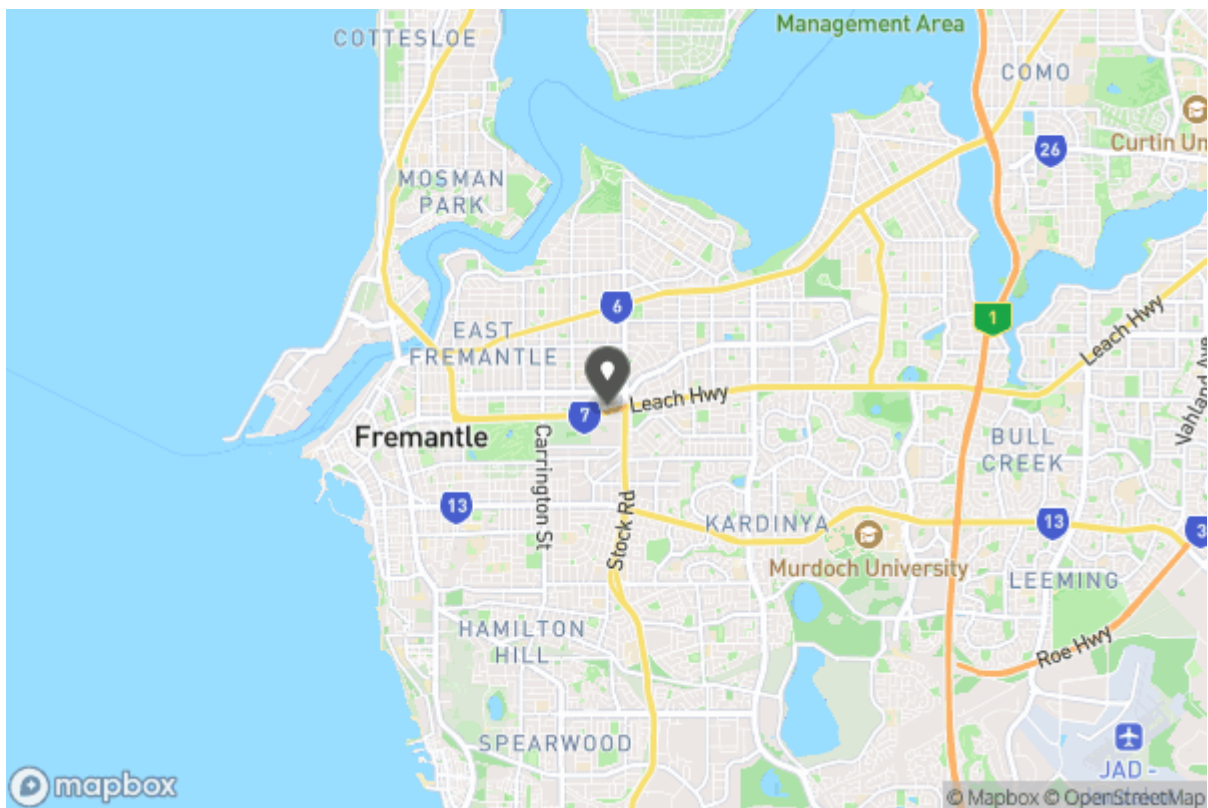 Management Area
COTTESLOE
COMO
Curtin Un
26
MOSMAN
PARK
6
1
EAST
FREMANTLE
Leach Hwy
Leach Hwy
7
Fremantle
Vahland Ave
BULL
CREEK
Carrington St
13
Stock Rd
KARDINYA
13
3
Murdoch University
LEEMING
HAMILTON
HILL
Roe Hwy
SPEARWOOD
JAD -
mapbox
© Mapbox © OpenStreetMap